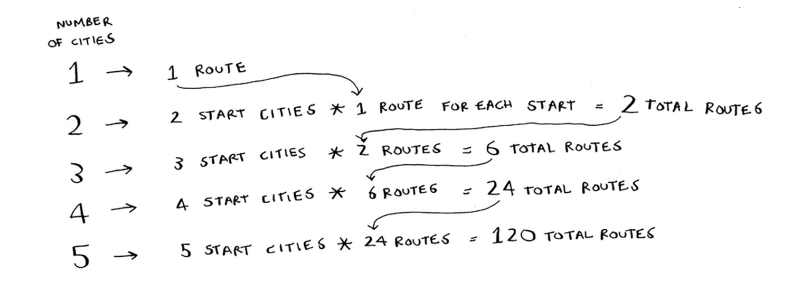 NUMBER
OF CITIES
1 → 1 ROUTE
2 → 2 START CITIES * 1 ROUTE FOR EACH START = 2 TOTAL ROUTES
3 → 3 START CITIES * 2 ROUTES = 6 TOTAL ROUTES
4 → 4 START CITIES * 6 ROUTES = 24 TOTAL ROUTES
5 → 5 START CITIES * 24 ROUTES = 120 TOTAL ROUTES